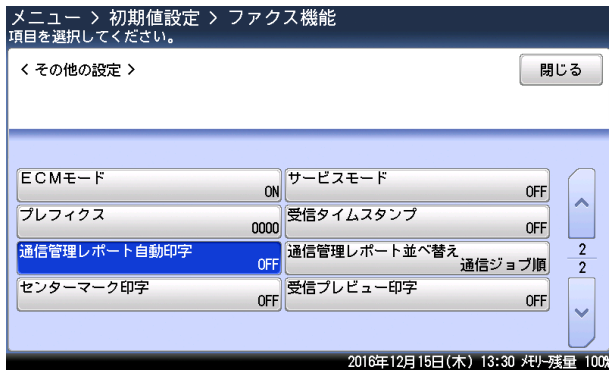 メニュー > 初期値設定 > ファクス機能
項目を選択してください。
< その他の設定 >
閉じる
ECMモード
ON
サービスモード
OFF
プレフィクス
0000
受信タイムスタンプ
OFF
通信管理レポート自動印字
OFF
通信管理レポート並べ替え
通信ジョブ順
センターマーク印字
OFF
受信プレビュー印字
OFF
2
2
2016年12月15日(木) 13:30 メモリー残量 100%